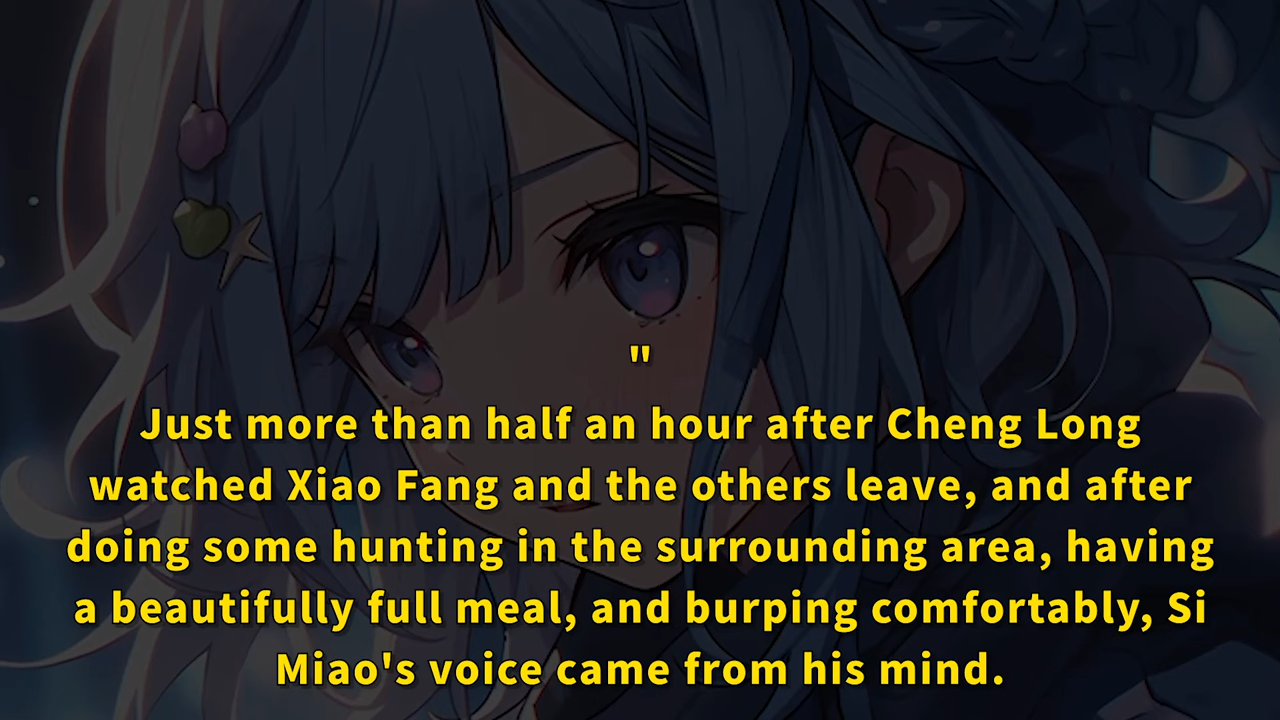 "
Just more than half an hour after Cheng Long
watched Xiao Fang and the others leave, and after
doing some hunting in the surrounding area, having
a beautifully full meal, and burping comfortably, Si
Miao's voice came from his mind.